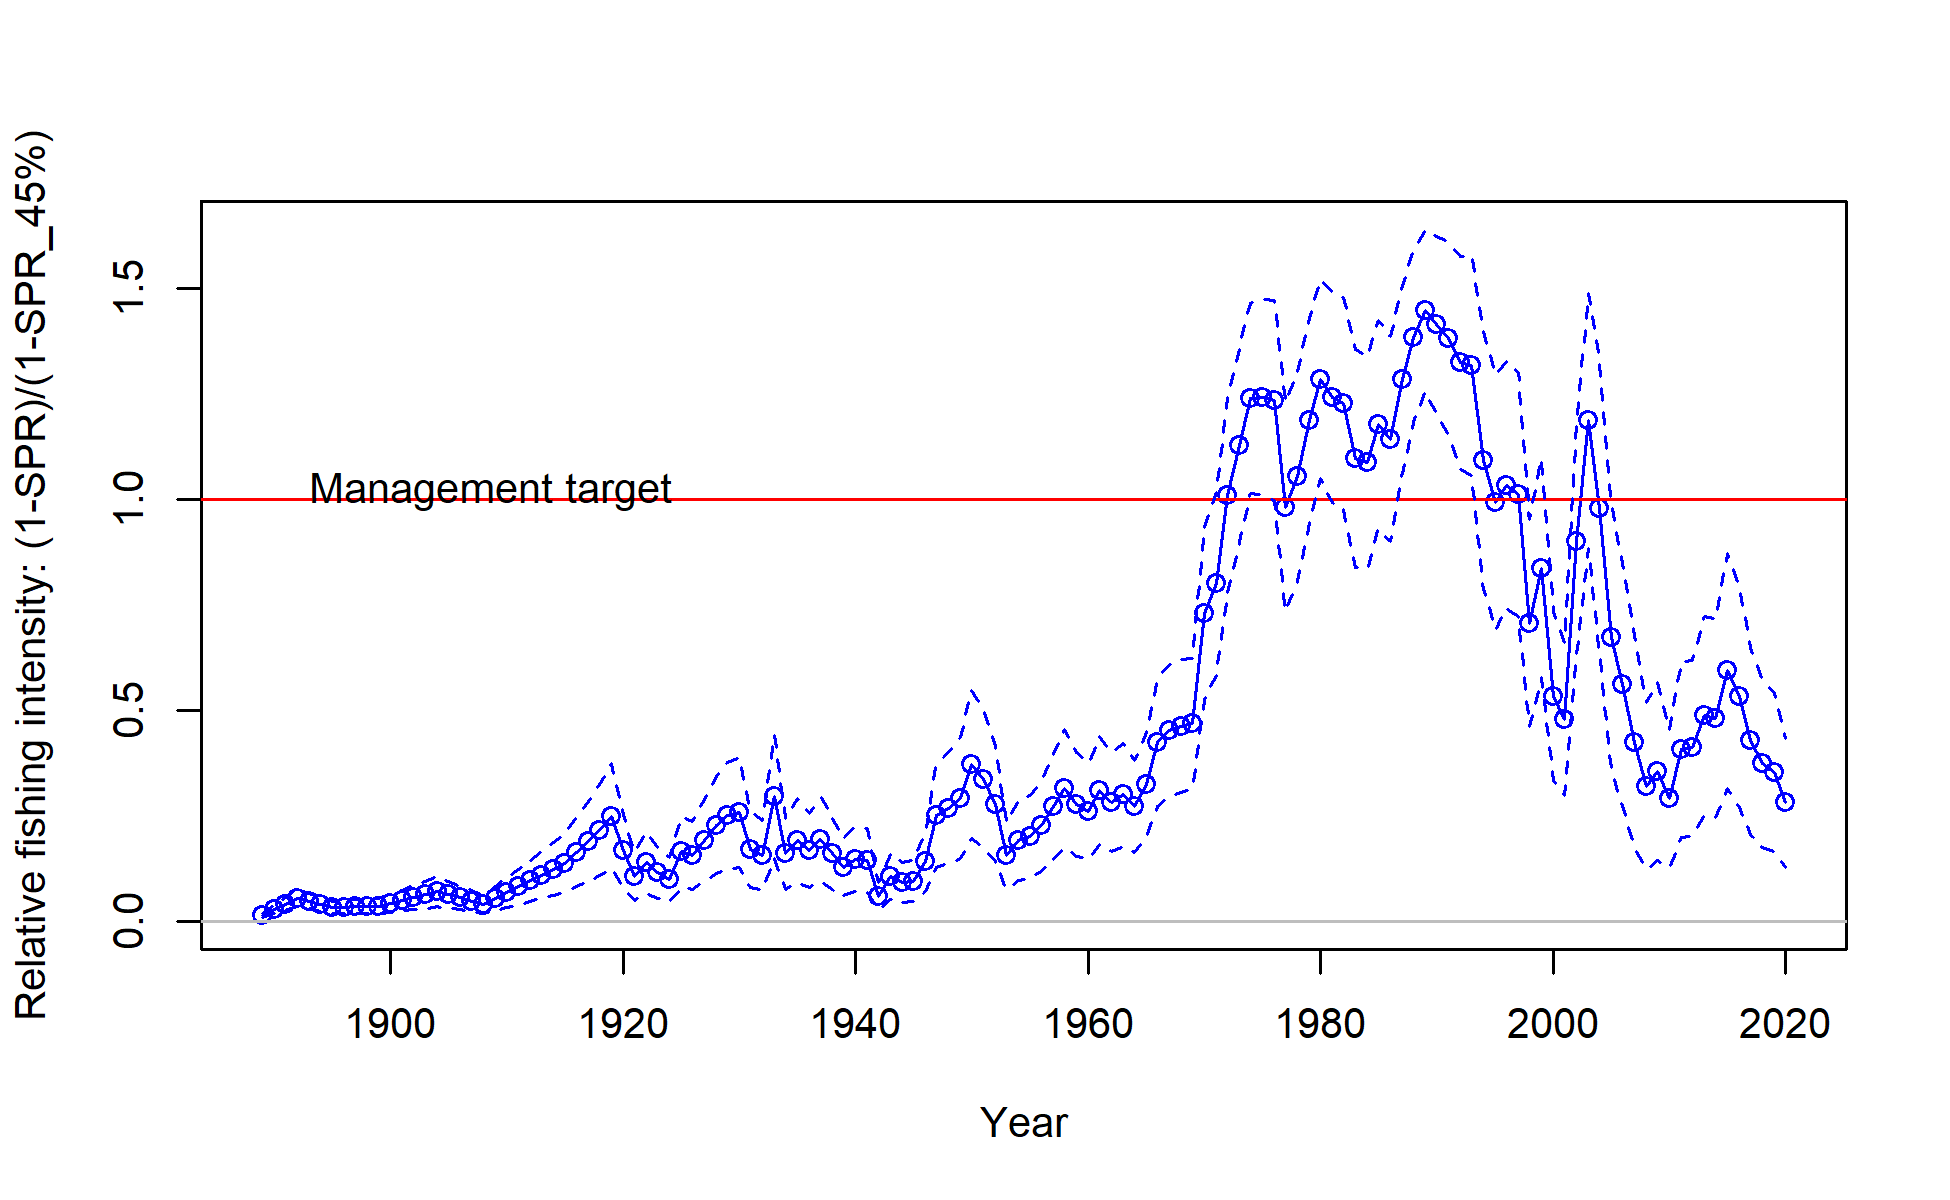 Relative fishing intensity: (1-SPR)/(1-SPR_45%)
1.5
1.0
0.5
0.0
Management target
1900 1920 1940 1960 1980 2000 2020
Year